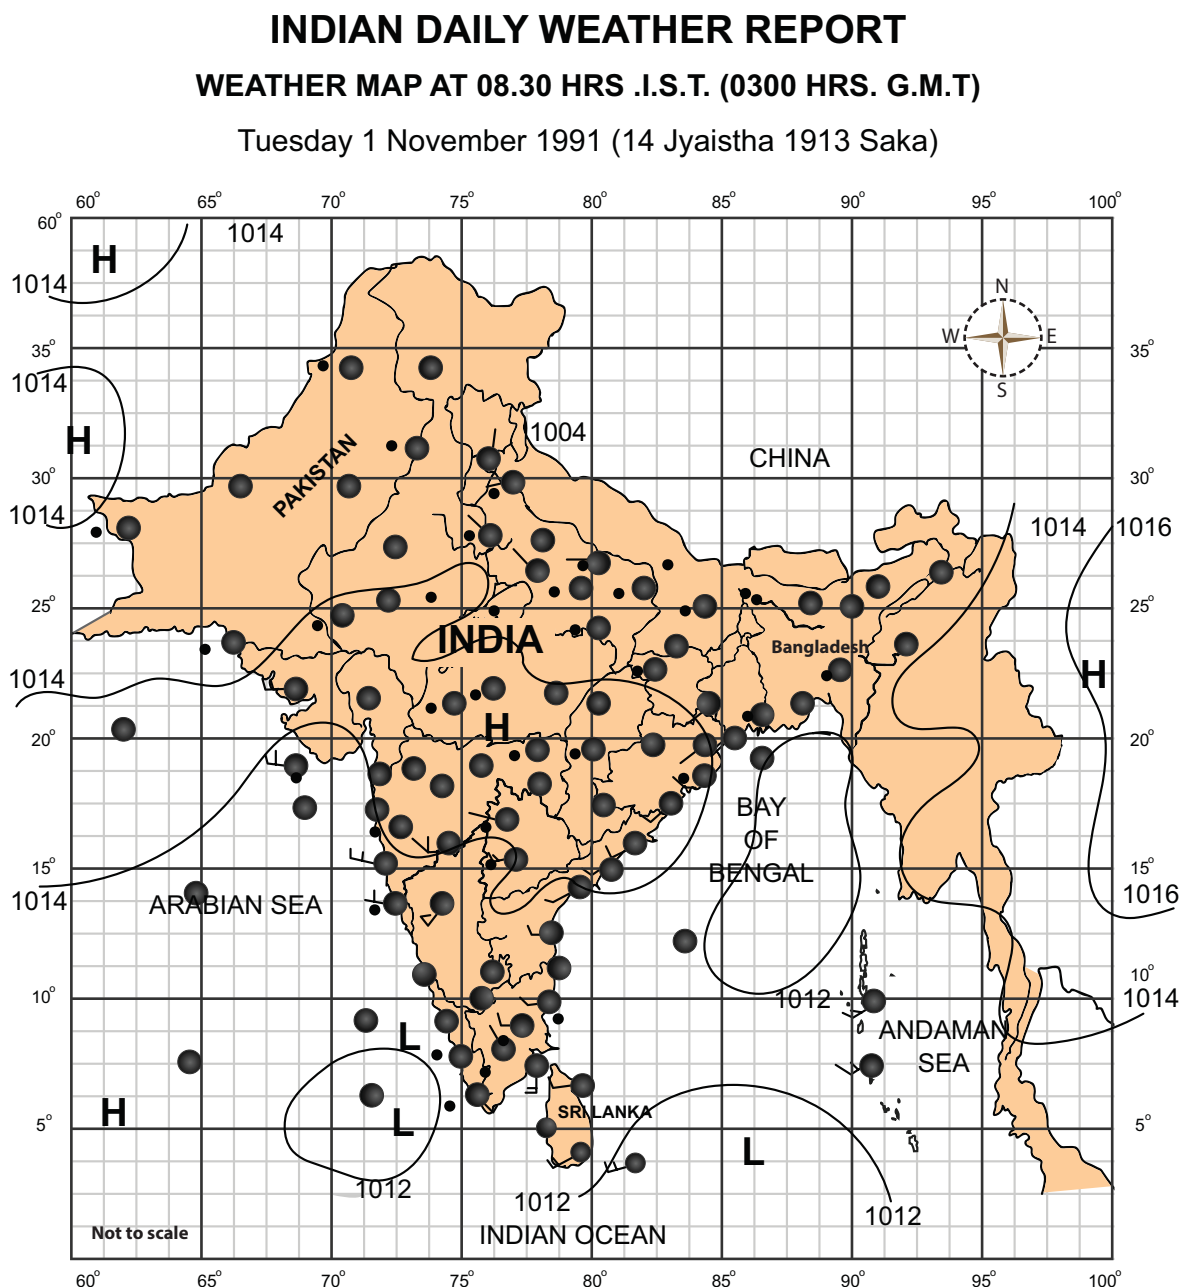 INDIAN DAILY WEATHER REPORT
WEATHER MAP AT 08.30 HRS .I.S.T. (0300 HRS. G.M.T)
Tuesday 1 November 1991 (14 Jyaistha 1913 Saka)
60° 65° 70° 75° 80° 85° 90° 95° 100°
60°
1014
H
1014
N
W E
S
35° 35°
1014
H
1004
PAKISTAN
CHINA
30° 30°
1014
1014 1016
25° 25°
INDIA
Bangladesh
1014
H
H
20° 20°
BAY
OF
BENGAL
15° 15°
1014
ARABIAN SEA
1016
10°
10°
1012
1014
L
ANDAMAN
SEA
H
SRI LANKA
5° 5°
L
L
1012
1012
1012
Not to scale
INDIAN OCEAN
60° 65° 70° 75° 80° 85° 90° 95° 100°